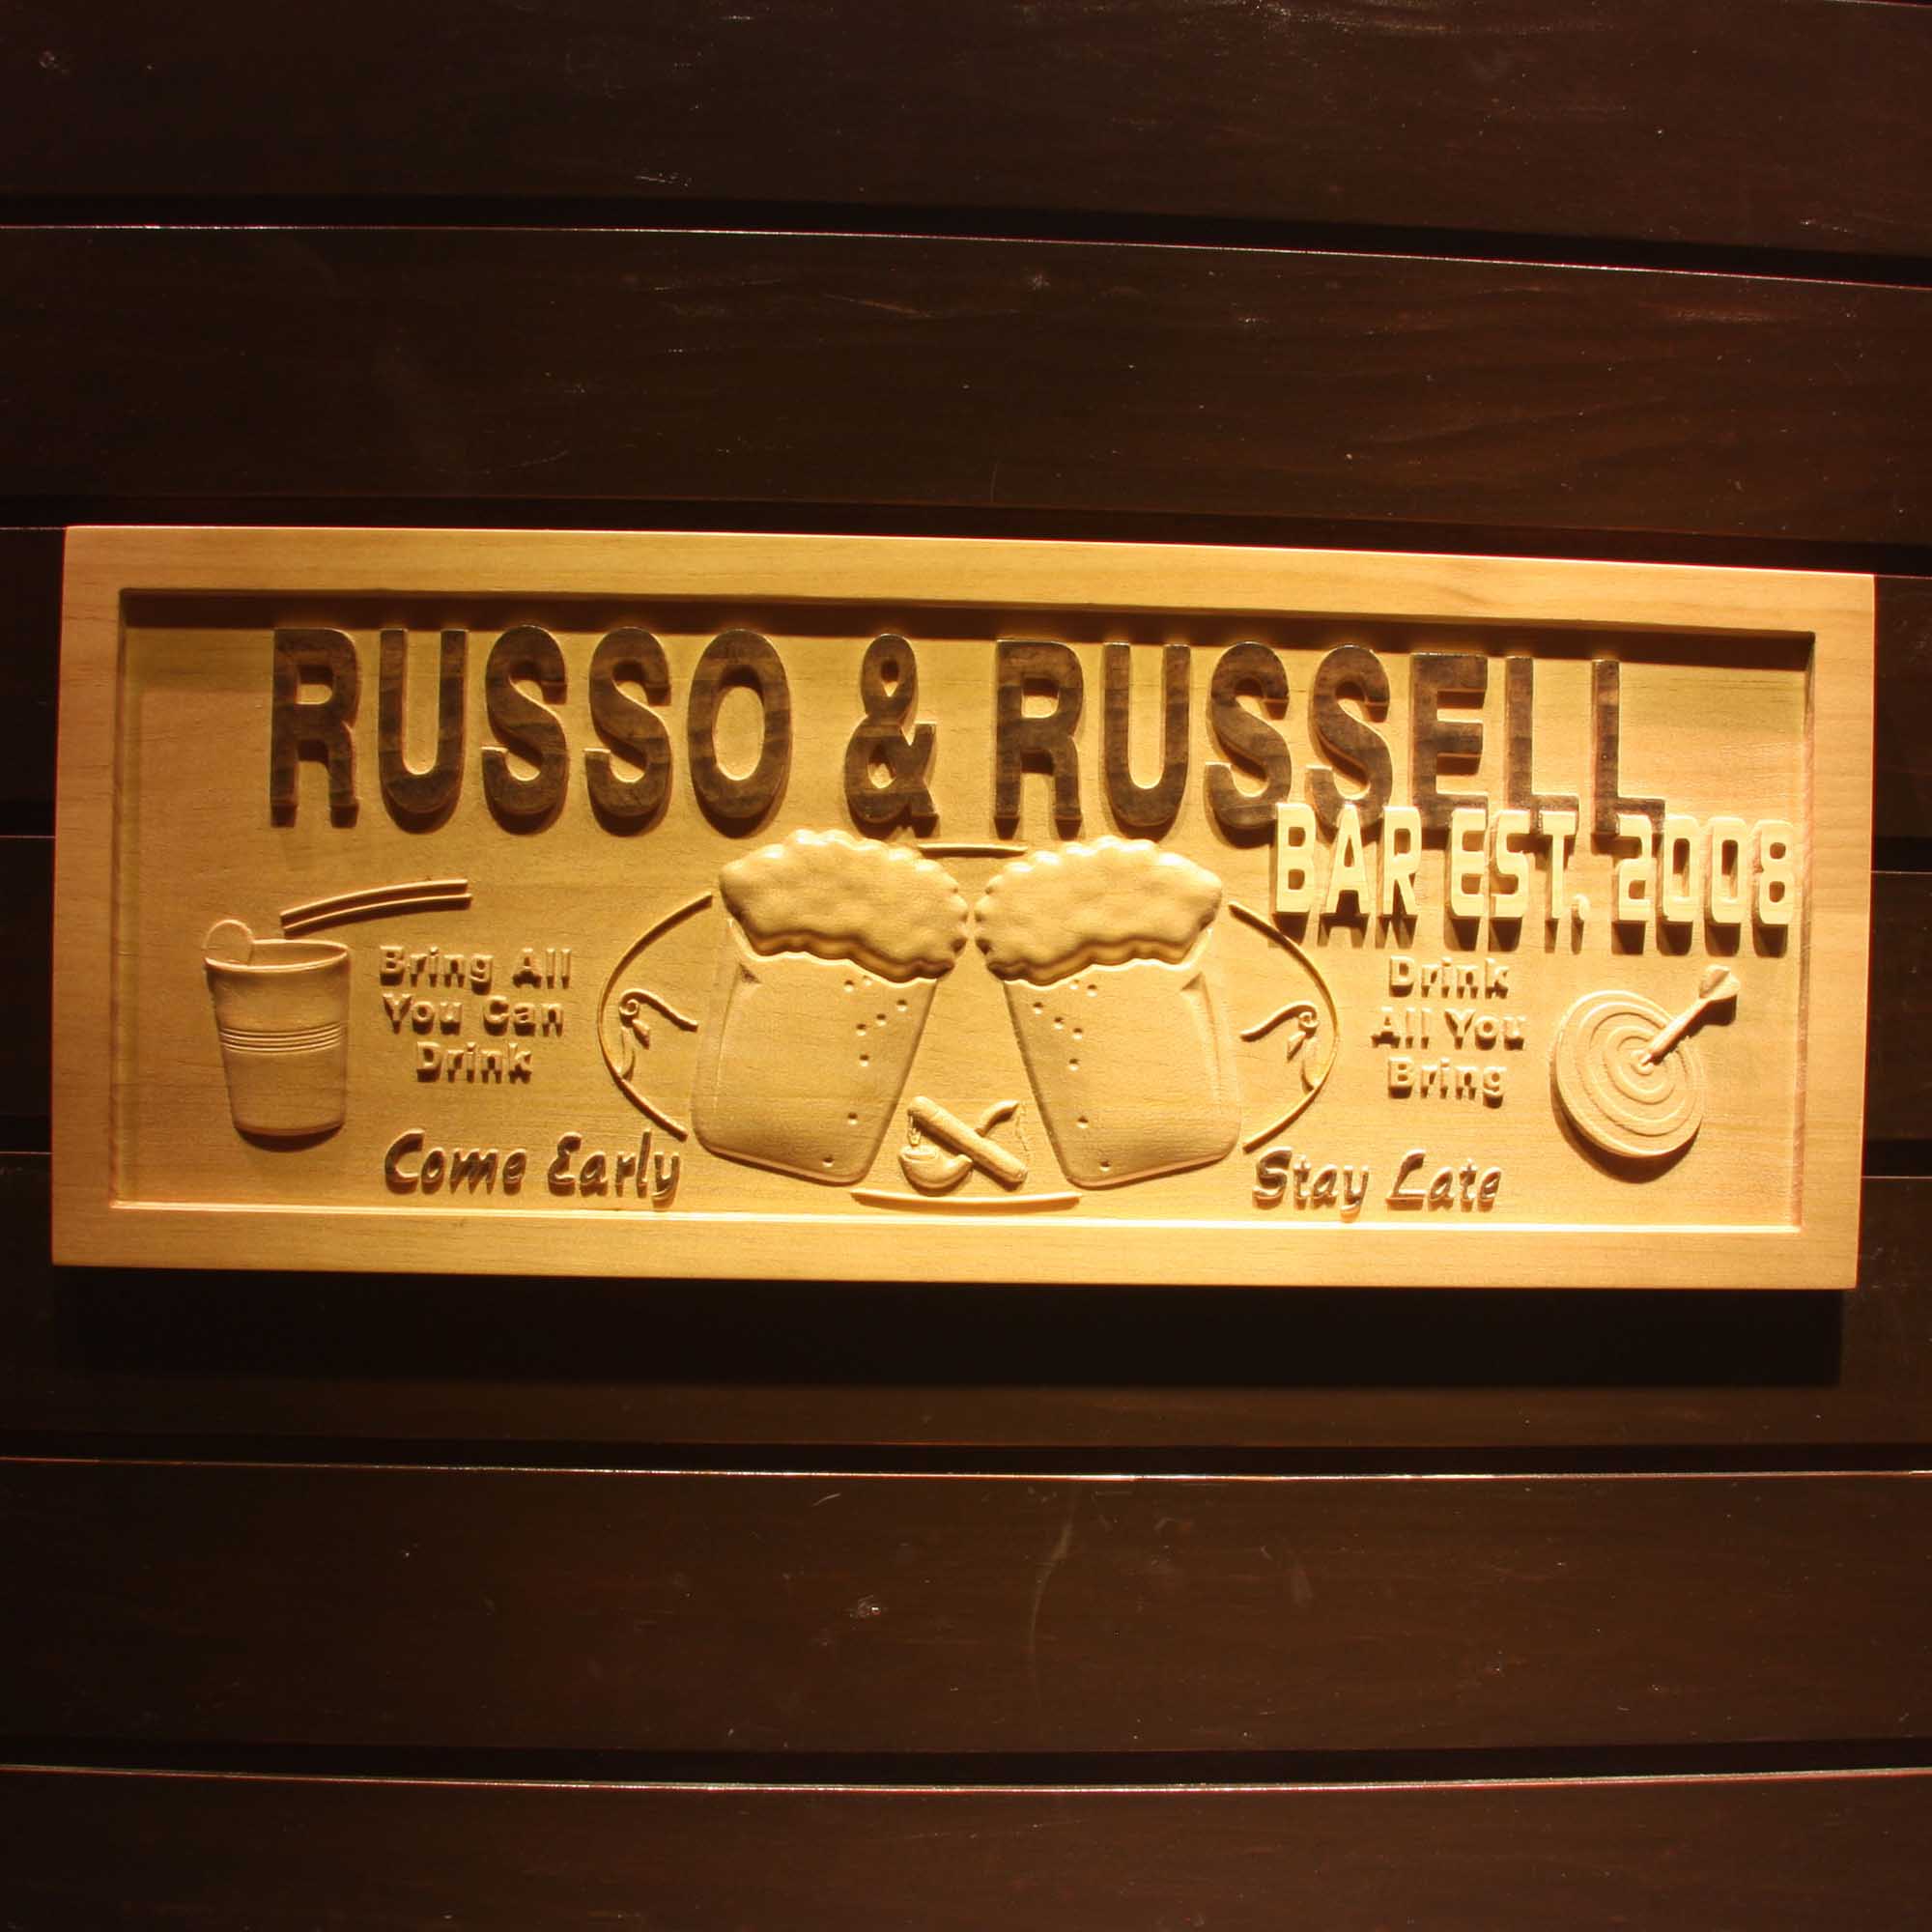 RUSSO & RUSSELL
BAR EST. 2008
Bring All
You Can
Drink
Drink
All You
Bring
Come Early
Stay Late